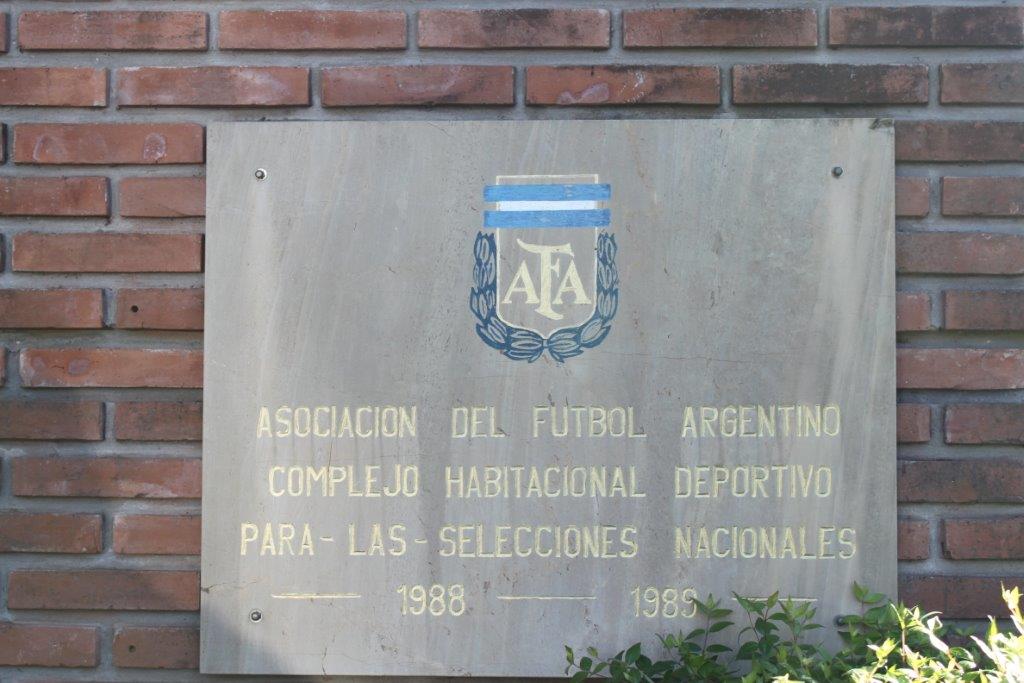 AFA
ASOCIACION DEL FUTBOL ARGENTINO
COMPLEJO HABITACIONAL DEPORTIVO
PARA - LAS - SELECCIONES NACIONALES
1988 1989